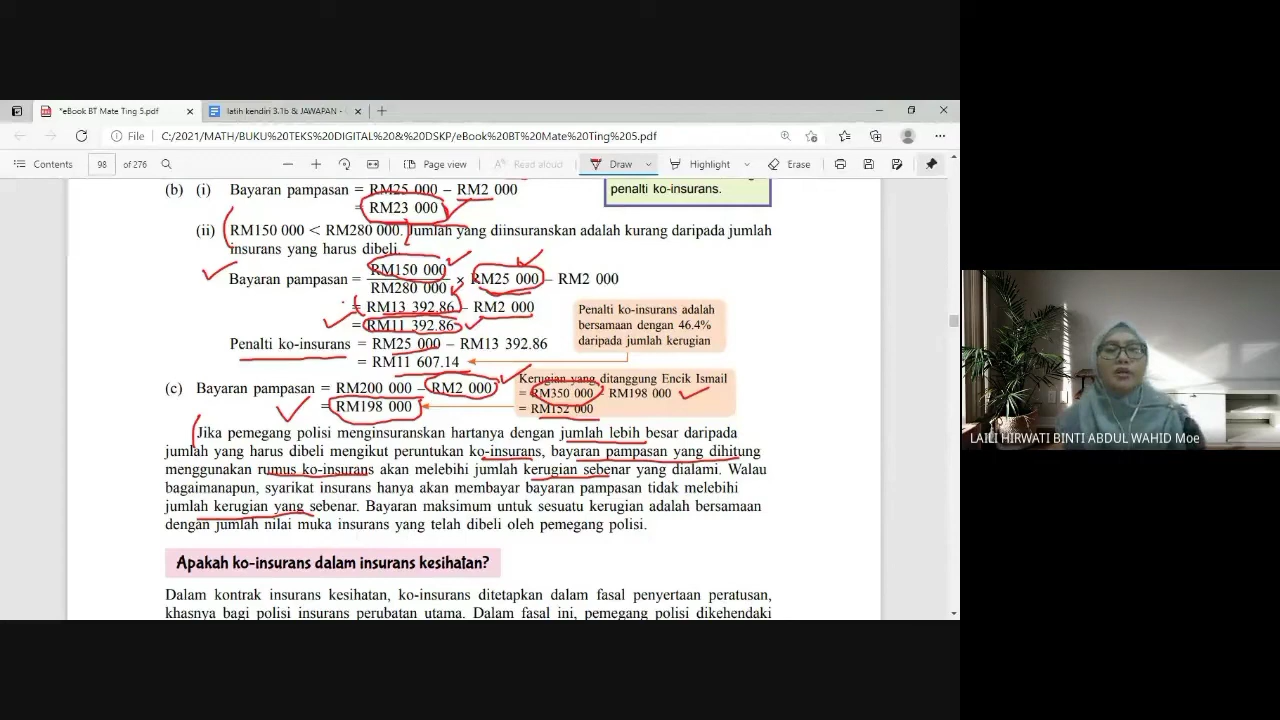 *eBook BT Mate Ting 5.pdf
latih kendiri 3.1b & JAWAPAN -
File
C:/2021/MATH/BUKU%20TEKS%20DIGITAL%20&%20DSKP/eBook%20BT%20Mate%20Ting%205.pdf
Contents 98 of 276 Page view Read aloud Draw Highlight Erase
(b) (i) Bayaran pampasan = RM25 000 – RM2 000
= RM23 000
penalti ko-insurans.
(ii) RM150 000 < RM280 000. Jumlah yang diinsuranskan adalah kurang daripada jumlah
insurans yang harus dibeli.
Bayaran pampasan = RM150 000 / RM280 000 × RM25 000 – RM2 000
= RM13 392.86 – RM2 000
= RM11 392.86
Penalti ko-insurans = RM25 000 – RM13 392.86
= RM11 607.14
Penalti ko-insurans adalah
bersamaan dengan 46.4%
daripada jumlah kerugian
(c) Bayaran pampasan = RM200 000 – RM2 000
= RM198 000
Kerugian yang ditanggung Encik Ismail
= RM350 000 – RM198 000
= RM152 000
Jika pemegang polisi menginsuranskan hartanya dengan jumlah lebih besar daripada
jumlah yang harus dibeli mengikut peruntukan ko-insurans, bayaran pampasan yang dihitung
menggunakan rumus ko-insurans akan melebihi jumlah kerugian sebenar yang dialami. Walau
bagaimanapun, syarikat insurans hanya akan membayar bayaran pampasan tidak melebihi
jumlah kerugian yang sebenar. Bayaran maksimum untuk sesuatu kerugian adalah bersamaan
dengan jumlah nilai muka insurans yang telah dibeli oleh pemegang polisi.
Apakah ko-insurans dalam insurans kesihatan?
Dalam kontrak insurans kesihatan, ko-insurans ditetapkan dalam fasal penyertaan peratusan,
khasnya bagi polisi insurans perubatan utama. Dalam fasal ini, pemegang polisi dikehendaki
LAILI HIRWATI BINTI ABDUL WAHID Moe